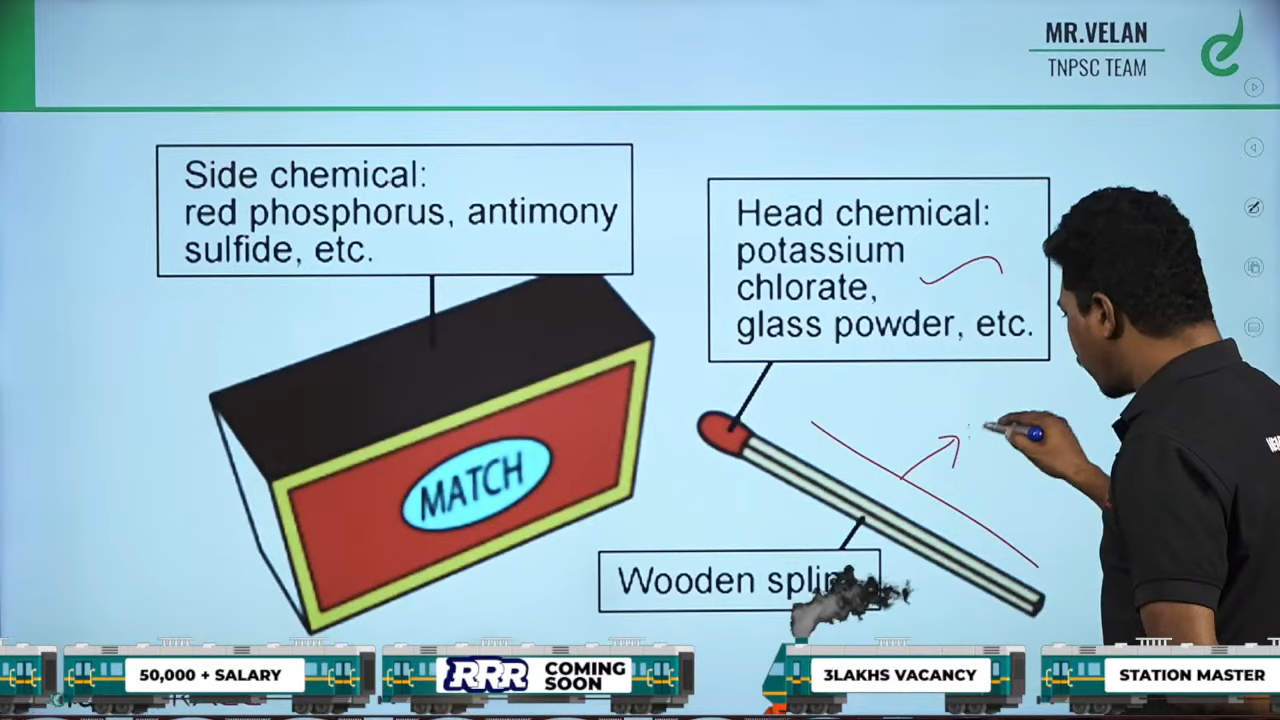 MR.VELAN
TNPSC TEAM
Side chemical:
red phosphorus, antimony
sulfide, etc.
Head chemical:
potassium
chlorate,
glass powder, etc.
MATCH
Wooden
50,000 + SALARY
RRR COMING
SOON
3LAKHS VACANCY
STATION MASTER